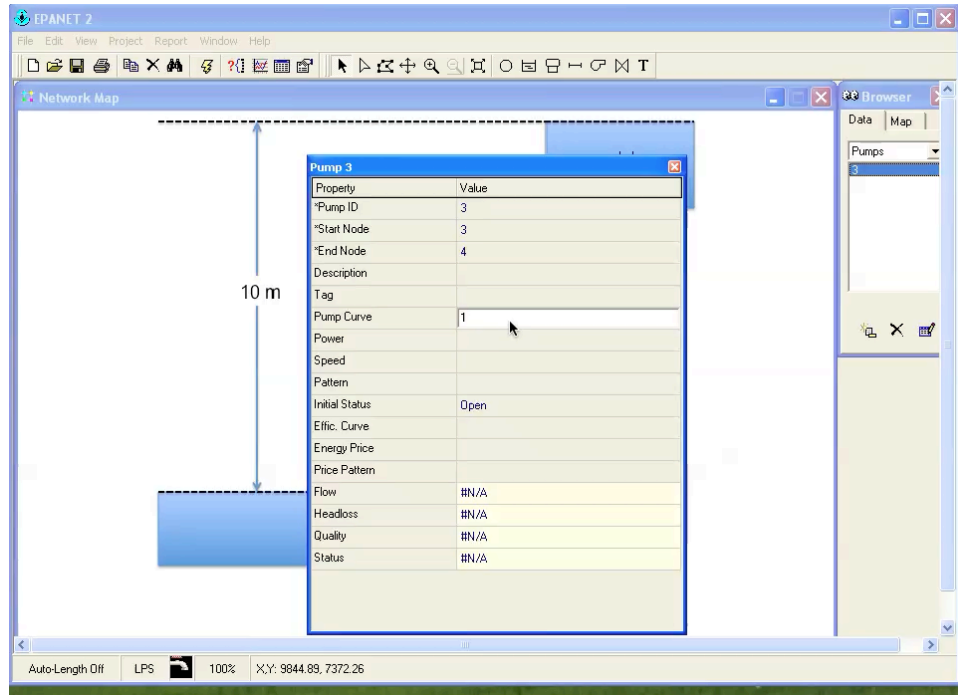 EPANET 2
File Edit View Project Report Window Help
T
Network Map
Browser
Data Map
Pumps
3
10 m
Pump 3
Property Value
*Pump ID 3
*Start Node 3
*End Node 4
Description
Tag
Pump Curve 1
Power
Speed
Pattern
Initial Status Open
Effic. Curve
Energy Price
Price Pattern
Flow #N/A
Headloss #N/A
Quality #N/A
Status #N/A
Auto-Length Off LPS 100% X,Y: 9844.89, 7372.26